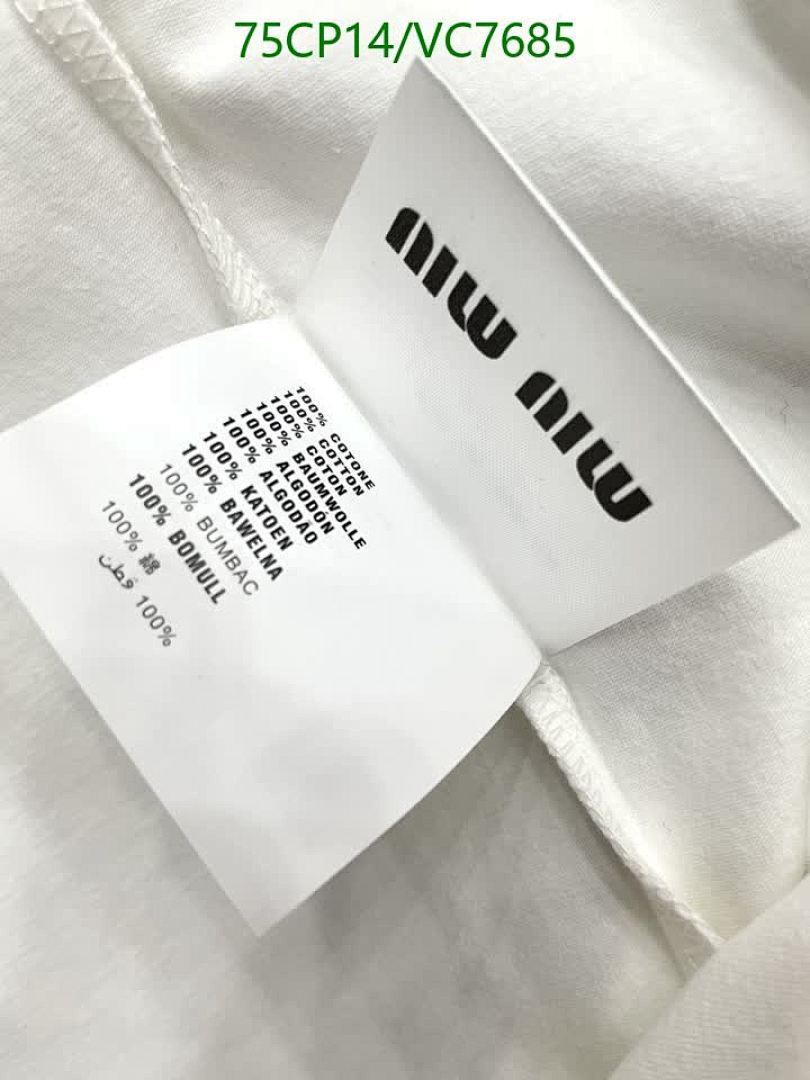 75CP14/VC7685
MIU MIU
100% COTONE
100% COTTON
100% COTON
100% BAUMWOLLE
100% ALGODÓN
100% ALGODÃO
100% KATOEN
100% BAWELNA
100% BUMBAC
100% BOMULL
100% 綿
100% قطن